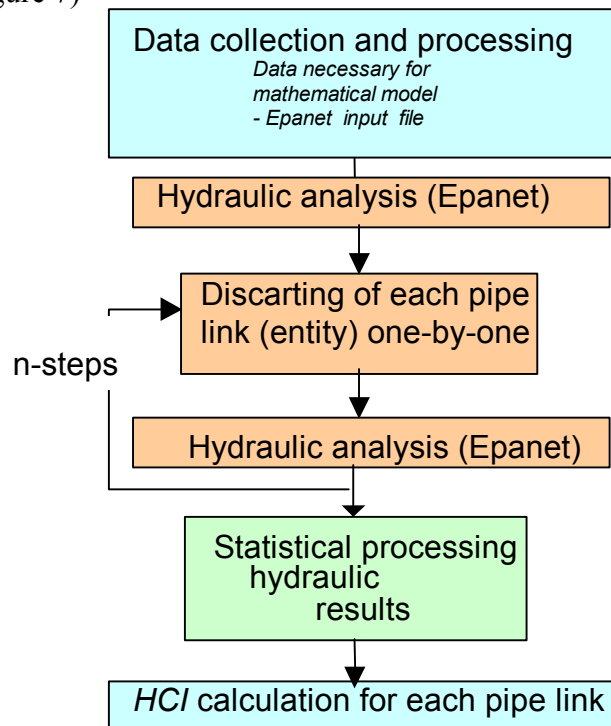 gure 7)
Data collection and processing
Data necessary for
mathematical model
- Epanet input file
Hydraulic analysis (Epanet)
Discarting of each pipe
link (entity) one-by-one
n-steps
Hydraulic analysis (Epanet)
Statistical processing
hydraulic
results
HCI calculation for each pipe link